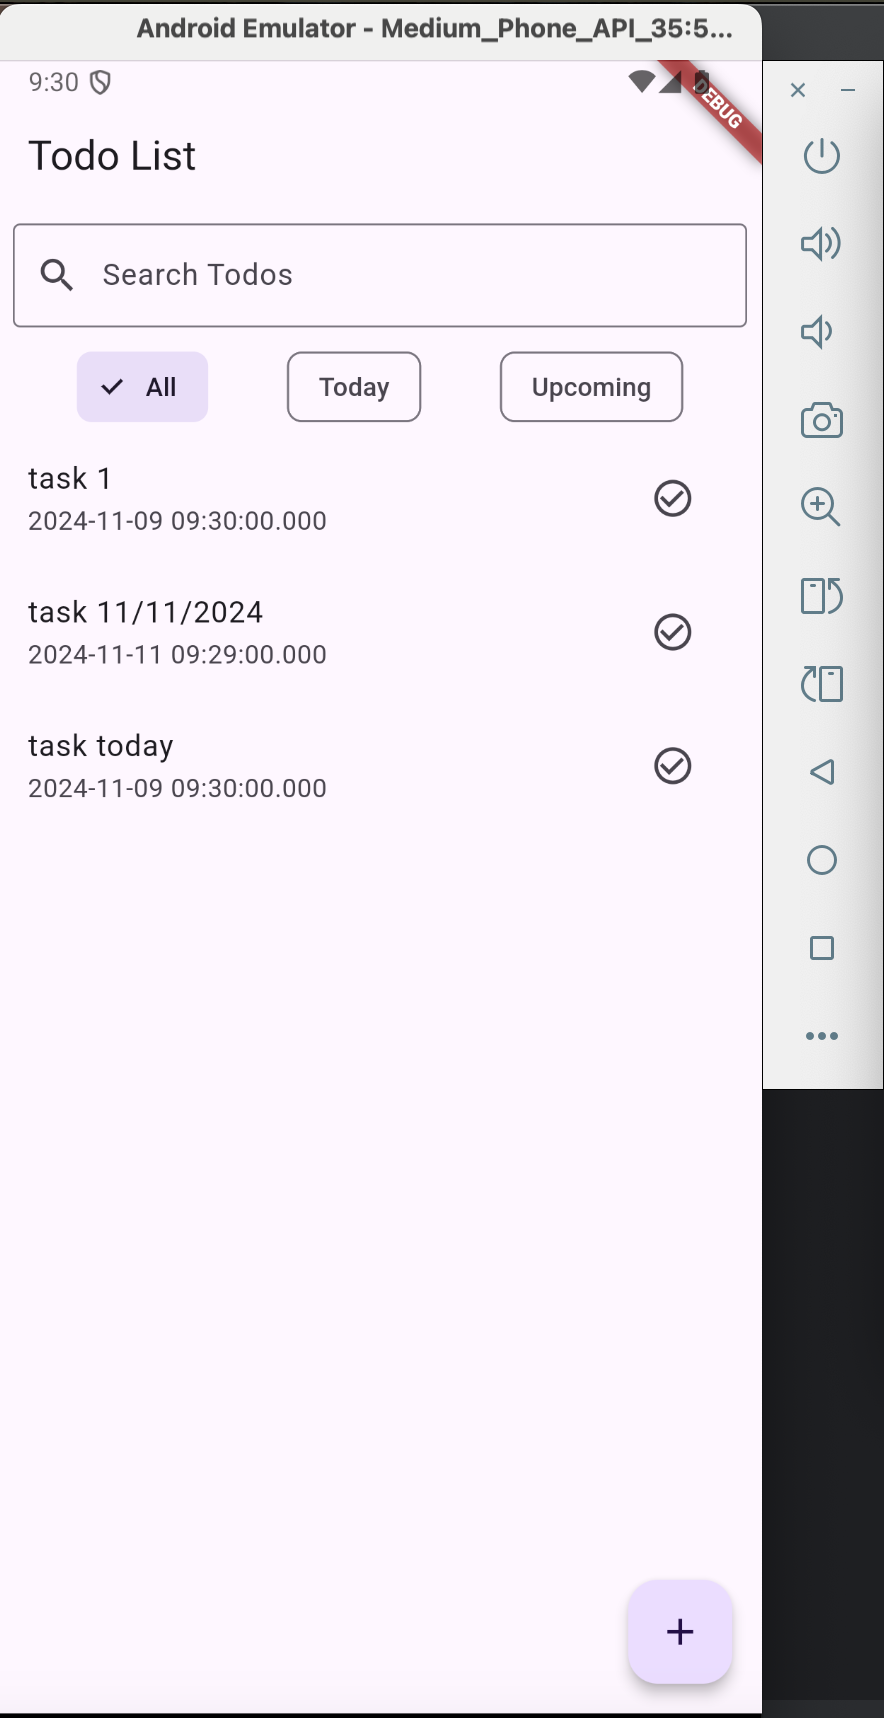 Android Emulator - Medium_Phone_API_35:5...
9:30
DEBUG
Todo List
Search Todos
All
Today
Upcoming
task 1
2024-11-09 09:30:00.000
task 11/11/2024
2024-11-11 09:29:00.000
task today
2024-11-09 09:30:00.000